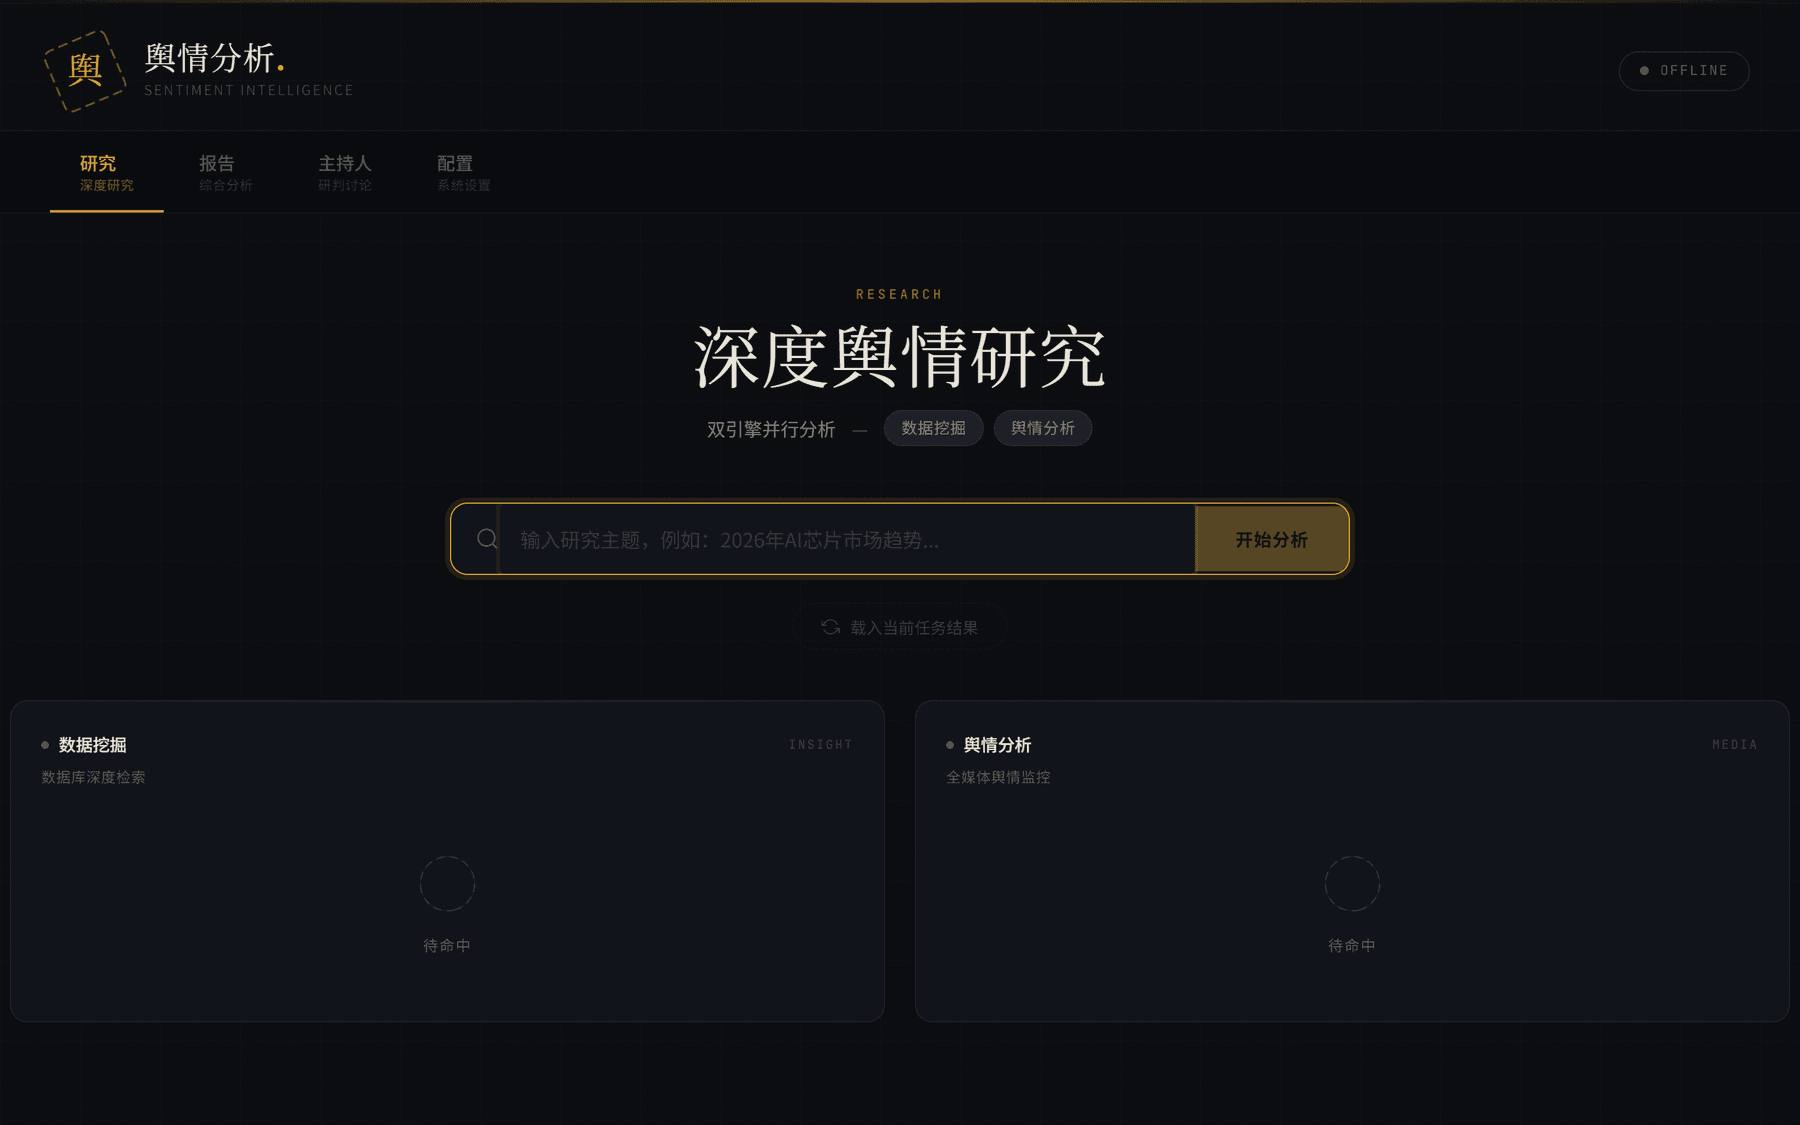 舆
舆情分析.
SENTIMENT INTELLIGENCE
OFFLINE
研究
深度研究
报告
综合分析
主持人
研判讨论
配置
系统设置
RESEARCH
深度舆情研究
双引擎并行分析 — 数据挖掘 舆情分析
输入研究主题，例如：2026年AI芯片市场趋势...
开始分析
载入当前任务结果
数据挖掘
INSIGHT
数据库深度检索
待命中
舆情分析
MEDIA
全媒体舆情监控
待命中